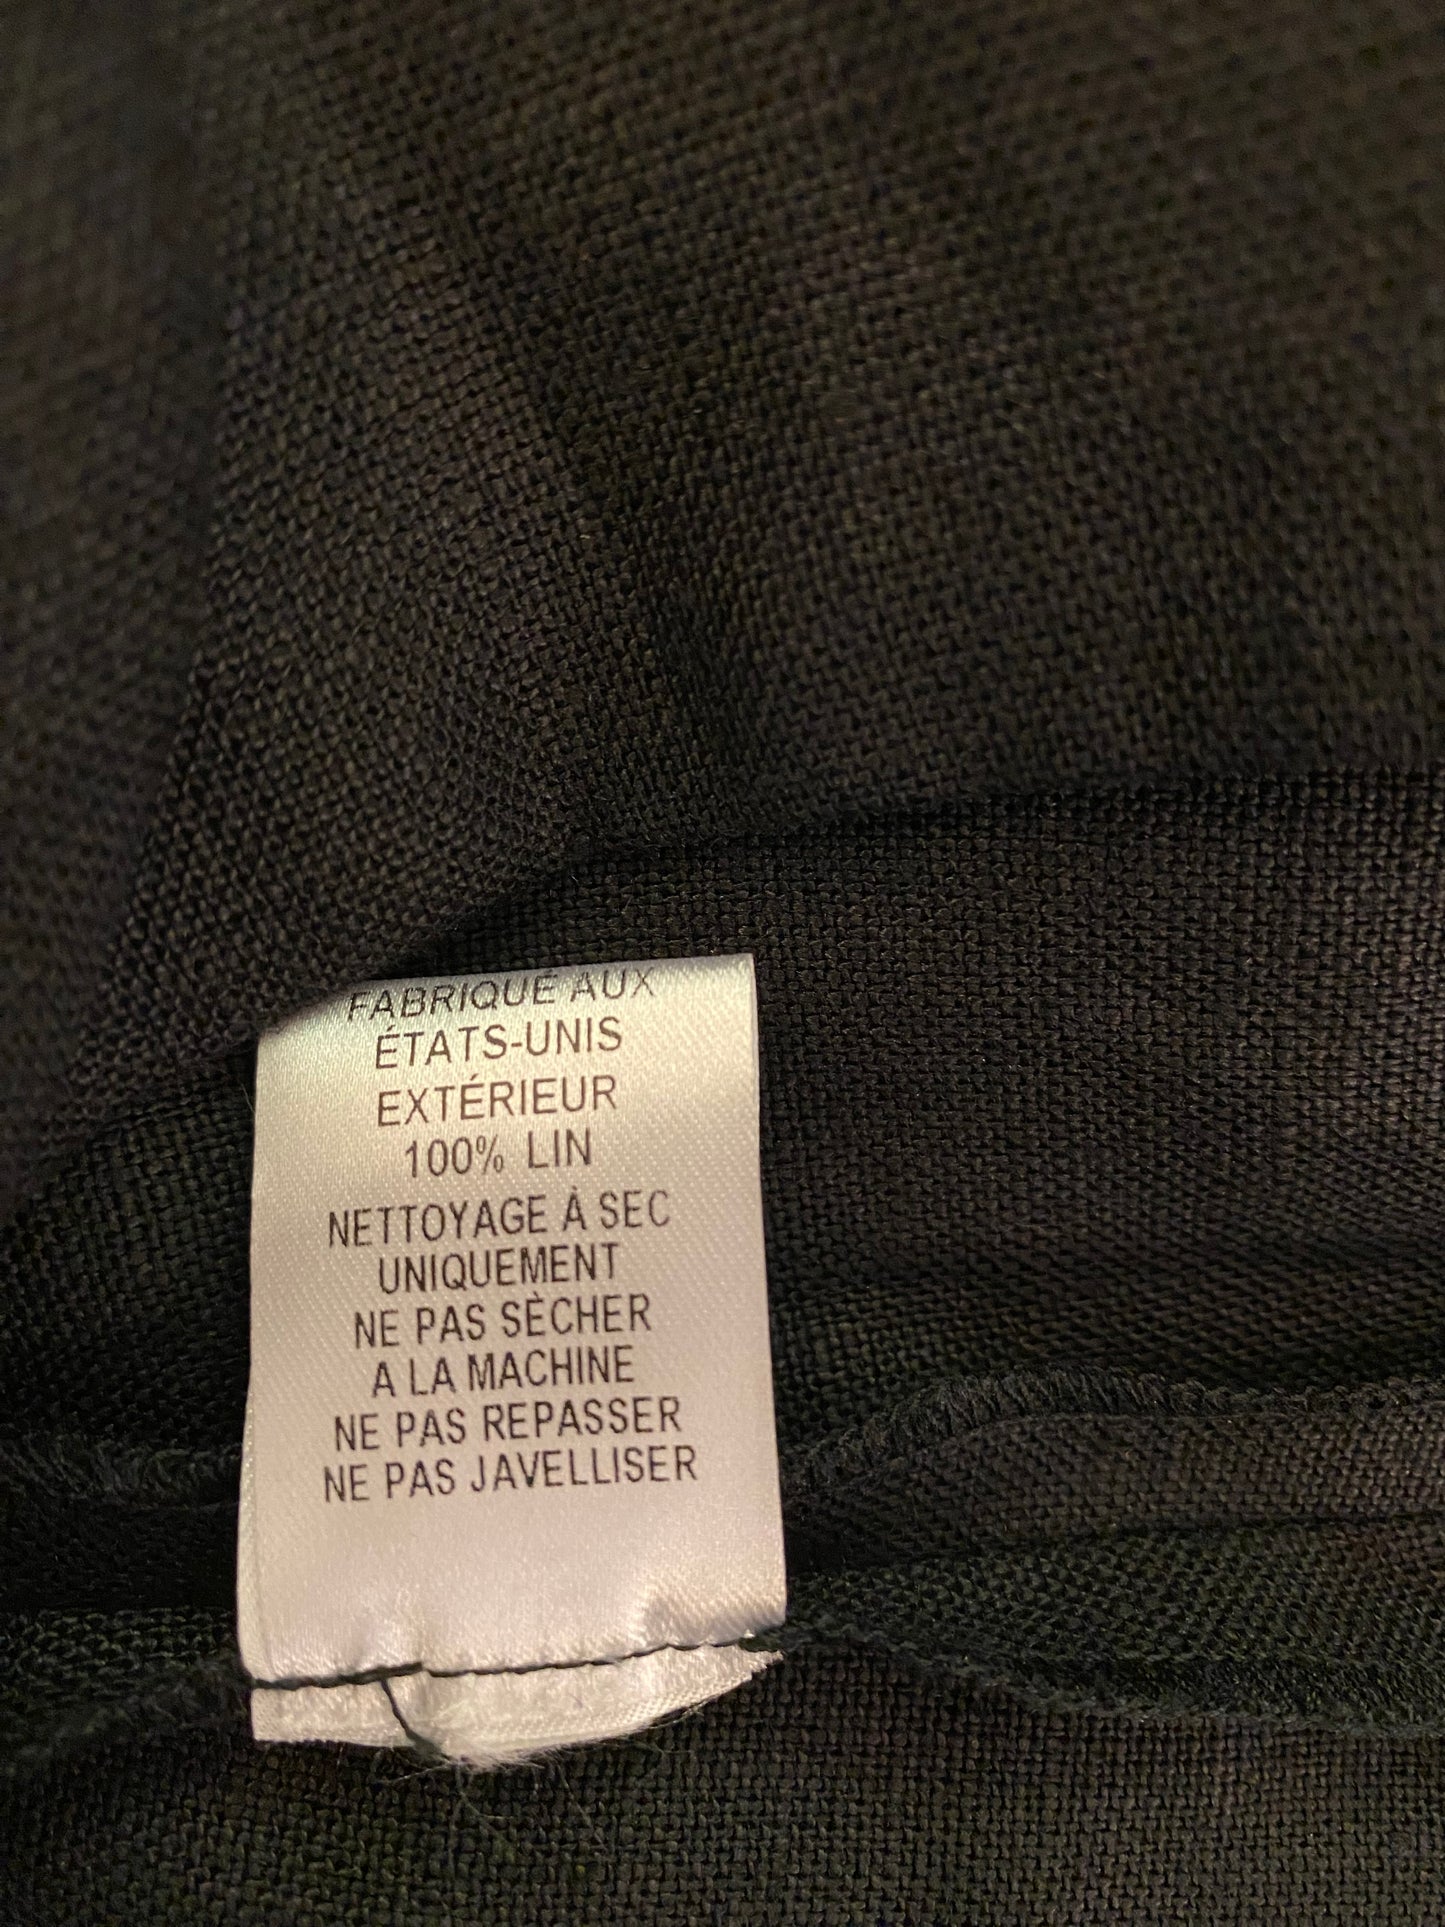 FABRIQUÉ AUX
ÉTATS-UNIS
EXTÉRIEUR
100% LIN
NETTOYAGE À SEC
UNIQUEMENT
NE PAS SÈCHER
A LA MACHINE
NE PAS REPASSER
NE PAS JAVELLISER